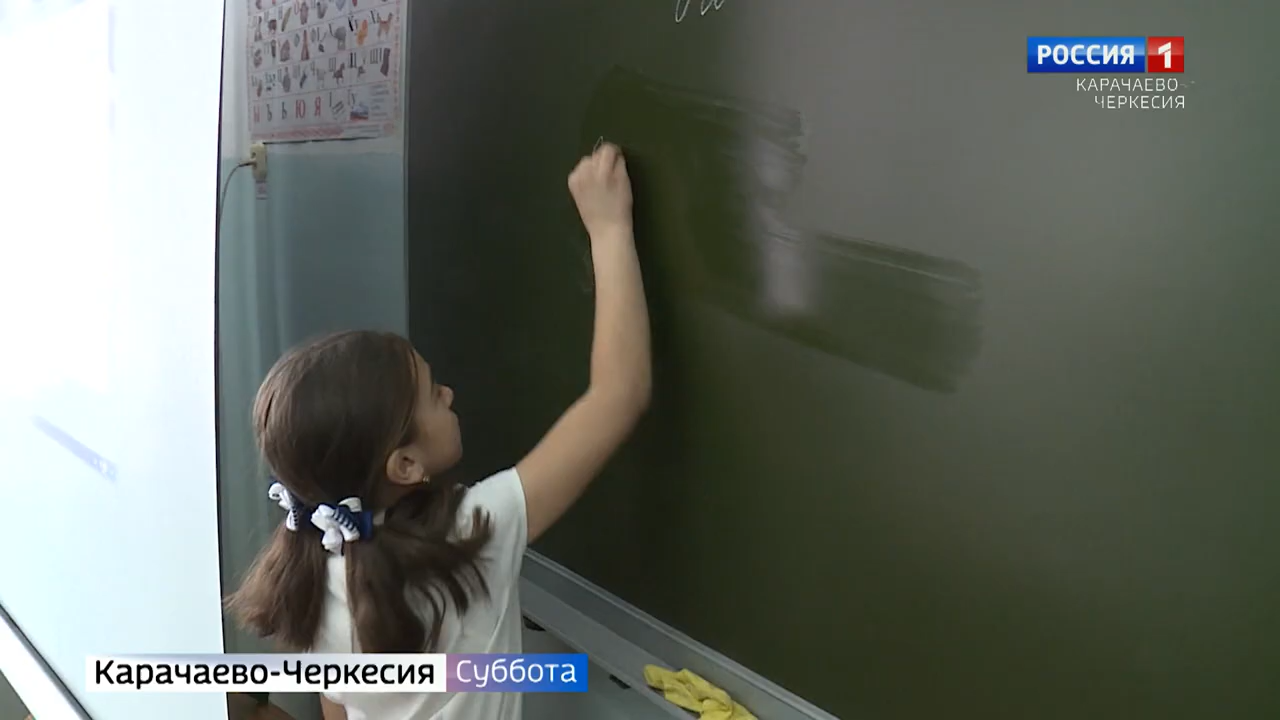 РОССИЯ 1
КАРАЧАЕВО
ЧЕРКЕСИЯ
Ъ Ь Ю Я
Карачаево-Черкесия Суббота